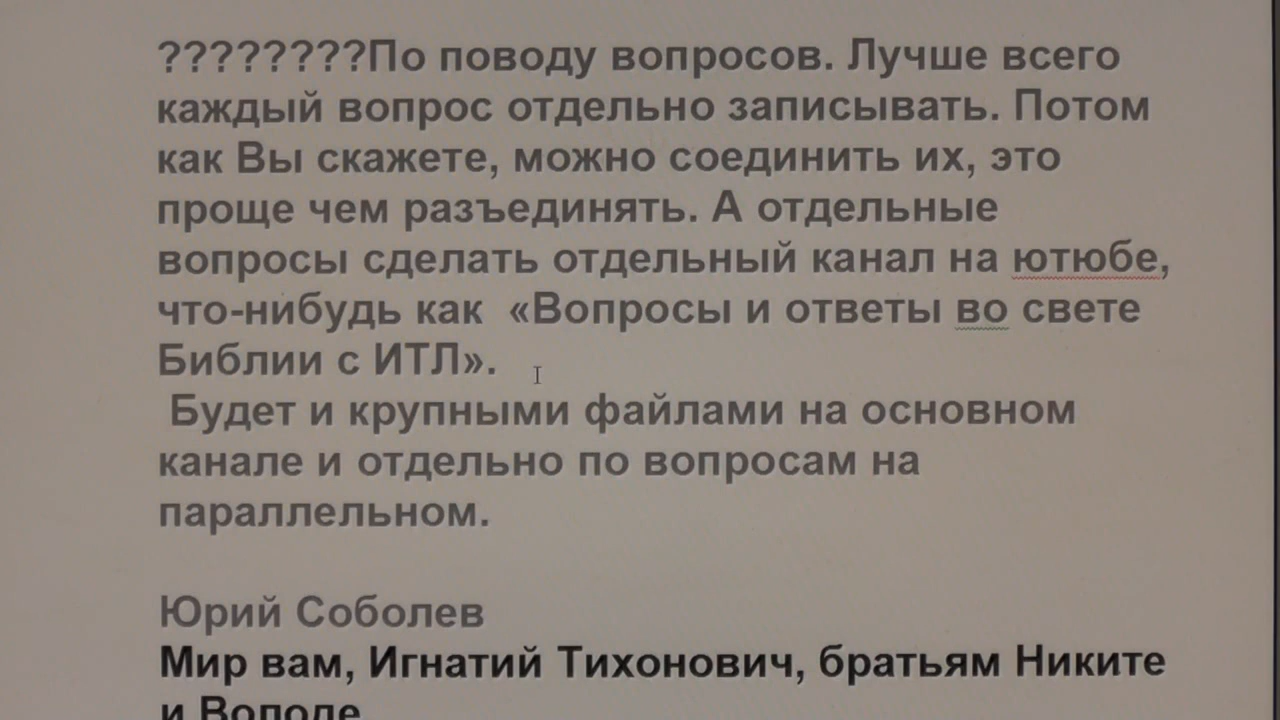 ????????По поводу вопросов. Лучше всего
каждый вопрос отдельно записывать. Потом
как Вы скажете, можно соединить их, это
проще чем разъединять. А отдельные
вопросы сделать отдельный канал на ютюбе,
что-нибудь как «Вопросы и ответы во свете
Библии с ИТЛ».
Будет и крупными файлами на основном
канале и отдельно по вопросам на
параллельном.
Юрий Соболев
Мир вам, Игнатий Тихонович, братьям Никите
и Володе